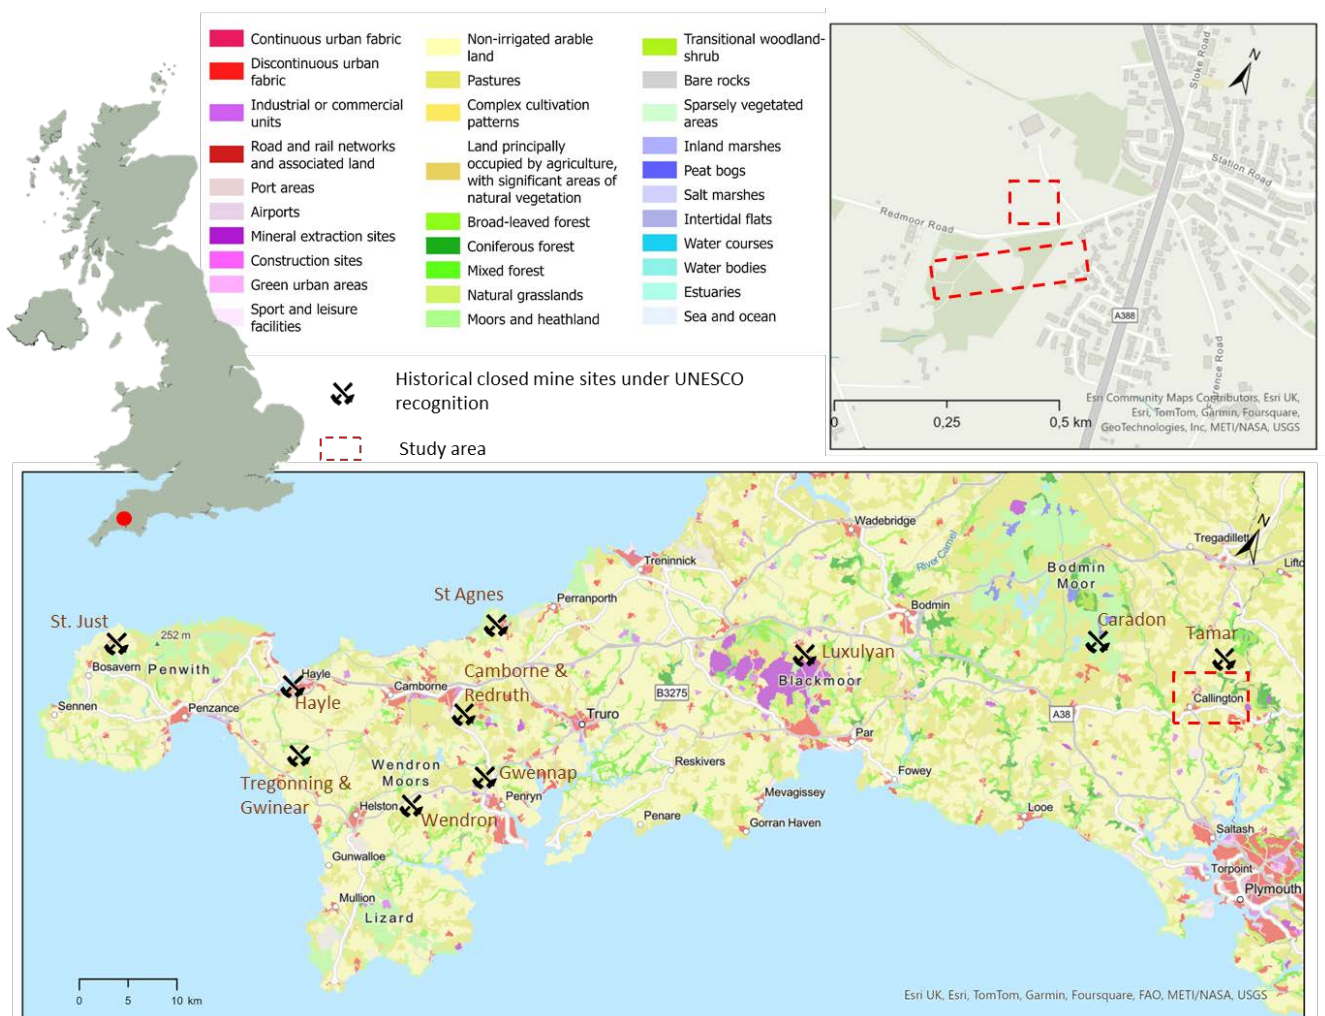 Continuous urban fabric
Discontinuous urban
fabric
Industrial or commercial
units
Road and rail networks
and associated land
Port areas
Airports
Mineral extraction sites
Construction sites
Green urban areas
Sport and leisure
facilities
Non-irrigated arable
land
Pastures
Complex cultivation
patterns
Land principally
occupied by agriculture,
with significant areas of
natural vegetation
Broad-leaved forest
Coniferous forest
Mixed forest
Natural grasslands
Moors and heathland
Transitional woodland-
shrub
Bare rocks
Sparsely vegetated
areas
Inland marshes
Peat bogs
Salt marshes
Intertidal flats
Water courses
Water bodies
Estuaries
Sea and ocean
Historical closed mine sites under UNESCO
recognition
Study area
N
Stoke Road
Station Road
Redmoor Road
A388
Florence Road
0
0,25
0,5 km
Esri Community Maps Contributors, Esri UK,
Esri, TomTom, Garmin, Foursquare,
GeoTechnologies, Inc, METI/NASA, USGS
N
Wadebridge
Tregadillett
River Camel
Treninnick
Bodmin
Moor
St Agnes
Perranporth
Bodmin
Caradon
St. Just
252 m
Tamar
Bosavern
Penwith
Luxulyan
Hayle
Camborne &
Redruth
Blackmoor
Camborne
B3275
Callington
Hayle
Sennen
Penzance
Truro
A38
Par
Wendron
Moors
Reskivers
Fowey
Gwennap
Tregonning &
Gwinear
Penryn
Mevagissey
Helston
Wendron
Penare
Gorran Haven
Looe
Saltash
Gunwalloe
Torpoint
Plymouth
Mullion
Lizard
0
5
10 km
Esri UK, Esri, TomTom, Garmin, Foursquare, FAO, METI/NASA, USGS